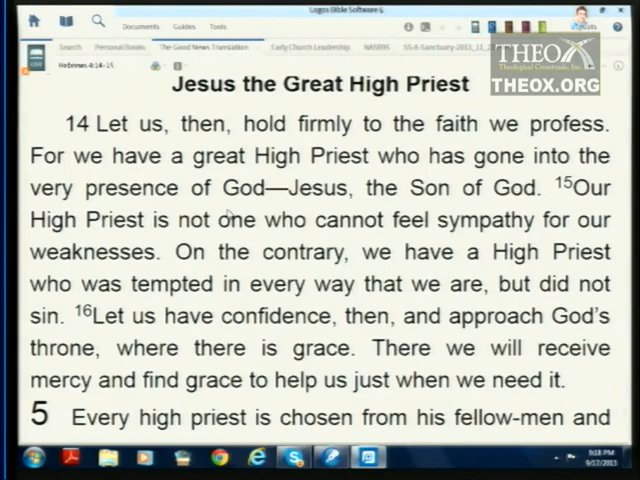 Logos Bible Software 5
Documents Guides Tools
Search Personal Books The Good News Translation Early Church Leadership NASB95
Hebrews 4:14-15
THEOX
Theological Crossroads, Inc.
THEOX.ORG
Jesus the Great High Priest
14 Let us, then, hold firmly to the faith we profess.
For we have a great High Priest who has gone into the
very presence of God—Jesus, the Son of God. 15Our
High Priest is not one who cannot feel sympathy for our
weaknesses. On the contrary, we have a High Priest
who was tempted in every way that we are, but did not
sin. 16Let us have confidence, then, and approach God's
throne, where there is grace. There we will receive
mercy and find grace to help us just when we need it.
5 Every high priest is chosen from his fellow-men and
9:18 PM
9/17/2013